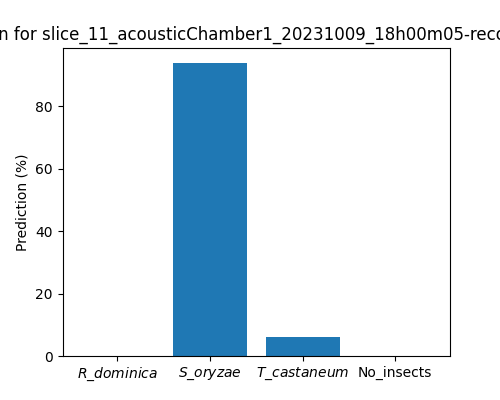 n for slice_11_acousticChamber1_20231009_18h00m05-reco
Prediction (%)
80
60
40
20
0
R_dominica S_oryzae T_castaneum No_insects